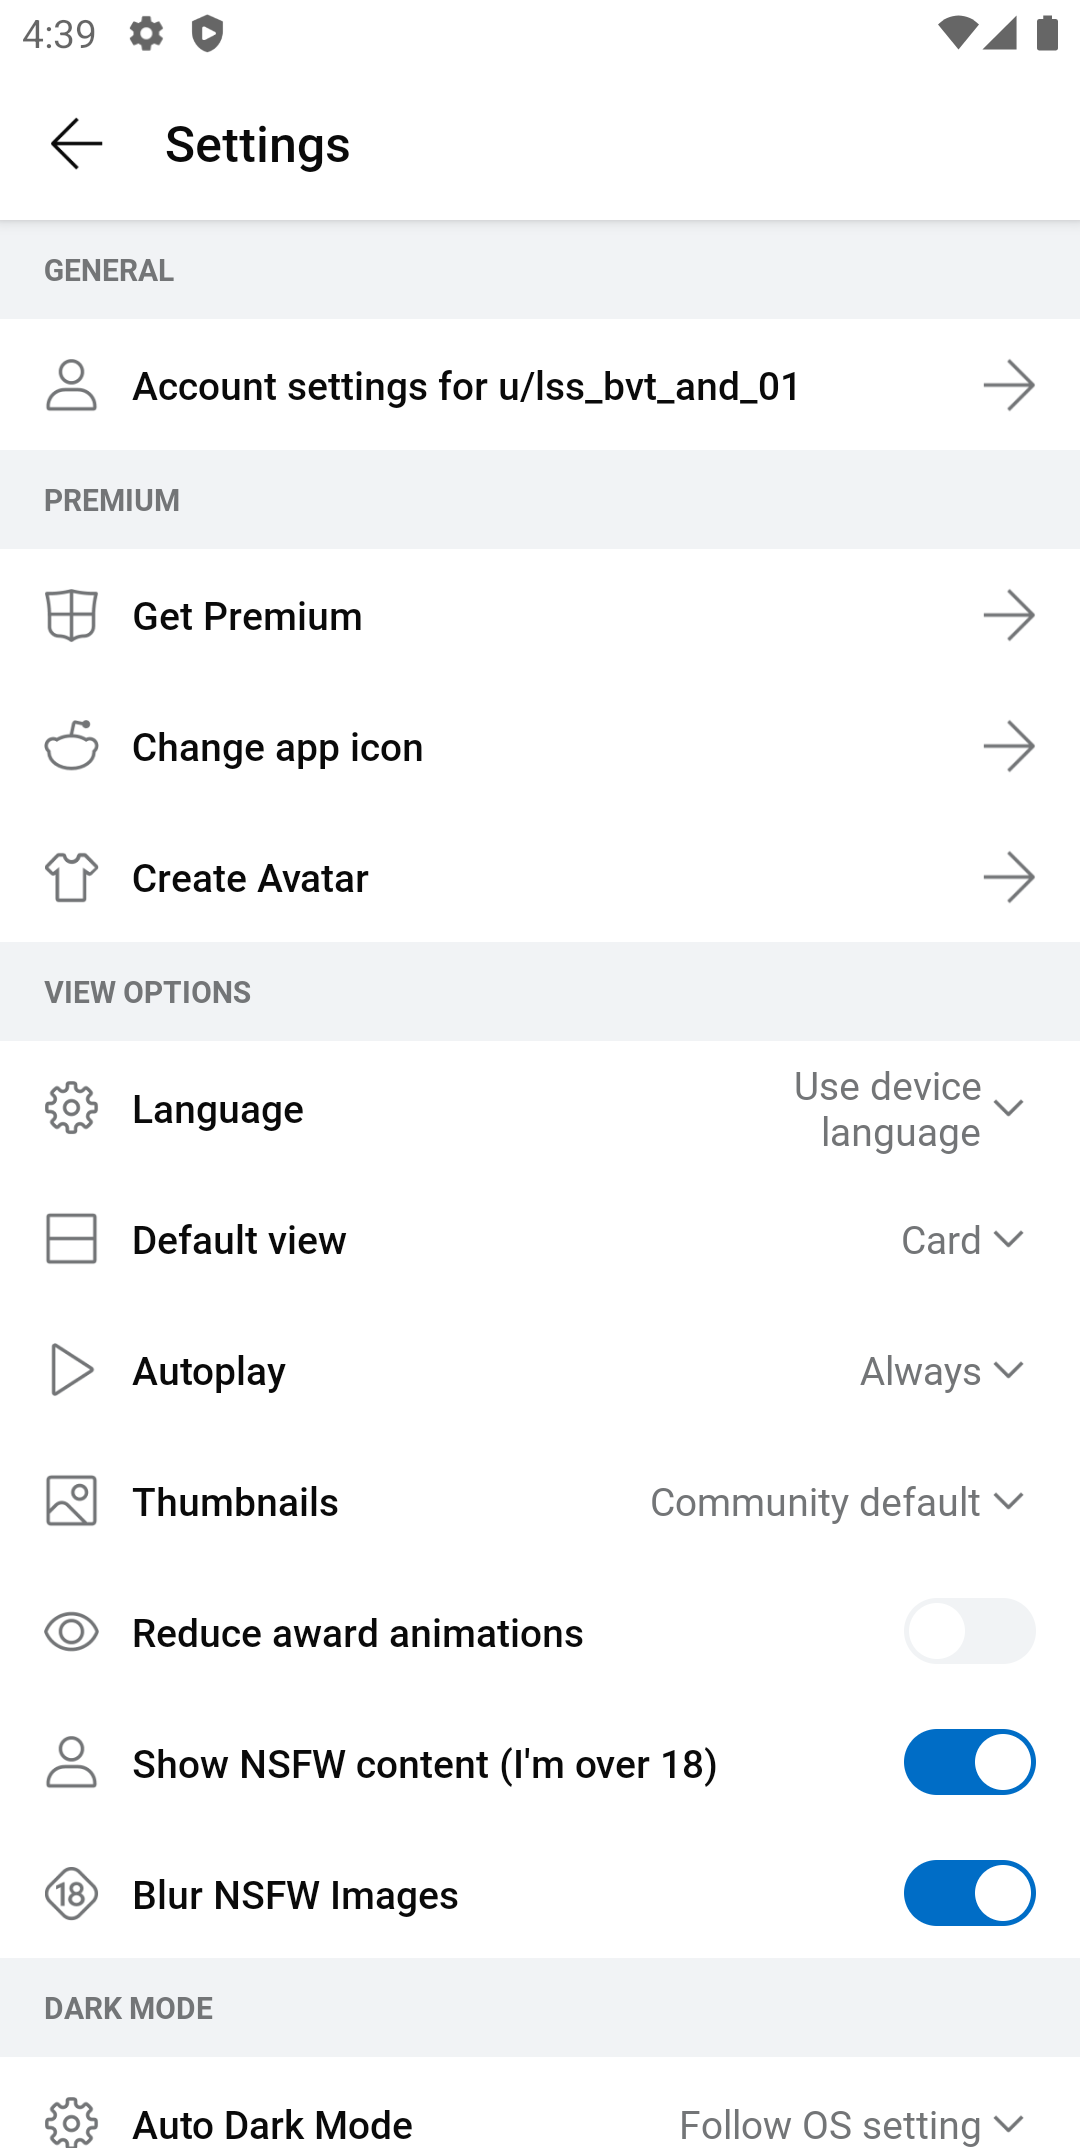 4:39
Settings
GENERAL
Account settings for u/lss_bvt_and_01
PREMIUM
Get Premium
Change app icon
Create Avatar
VIEW OPTIONS
Language
Use device
language
Default view
Card
Autoplay
Always
Thumbnails
Community default
Reduce award animations
Show NSFW content (I'm over 18)
18
Blur NSFW Images
DARK MODE
Auto Dark Mode
Follow OS setting